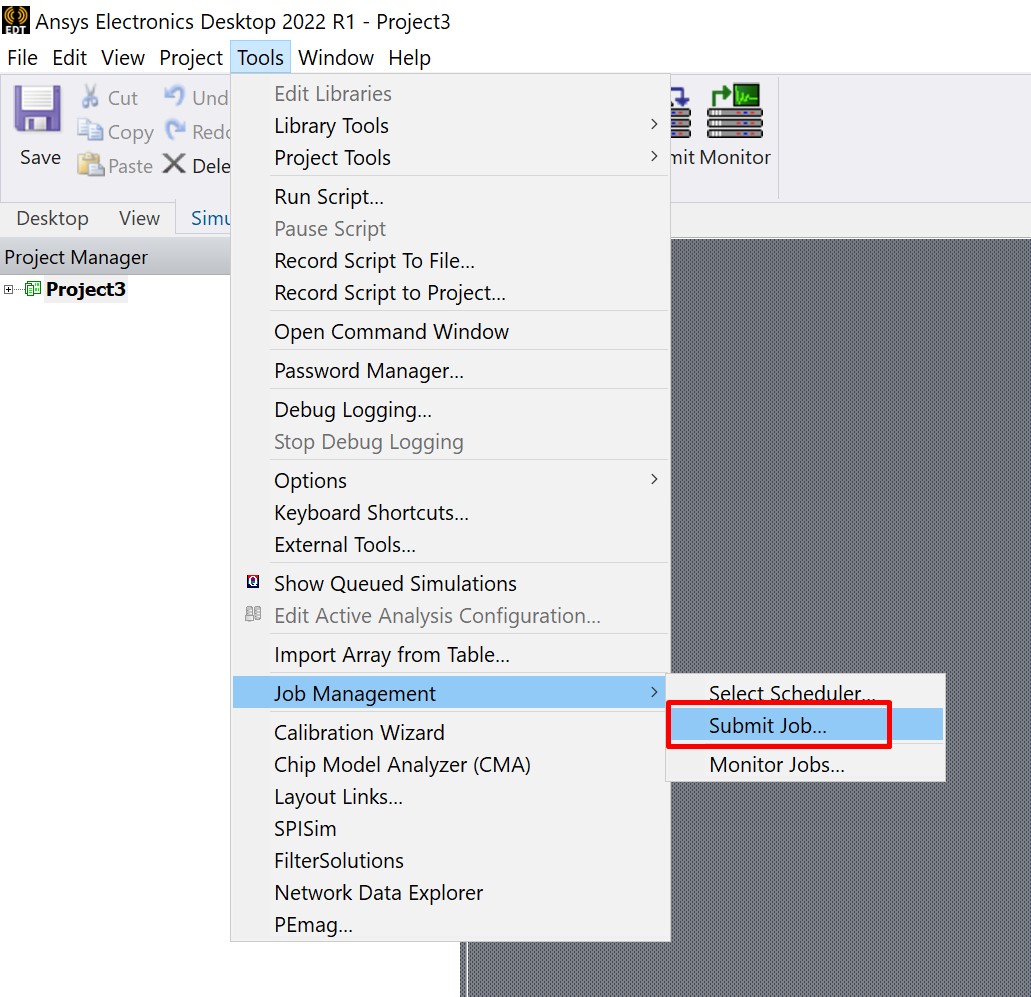 EDT Ansys Electronics Desktop 2022 R1 - Project3
File Edit View Project Tools Window Help
Save
Cut
Copy
Paste
Und
Redo
Dele
mit Monitor
Desktop View Simu
Project Manager
Project3
Edit Libraries
Library Tools
Project Tools
Run Script...
Pause Script
Record Script To File...
Record Script to Project...
Open Command Window
Password Manager...
Debug Logging...
Stop Debug Logging
Options
Keyboard Shortcuts...
External Tools...
Q Show Queued Simulations
Edit Active Analysis Configuration...
Import Array from Table...
Job Management
Select Scheduler...
Submit Job...
Monitor Jobs...
Calibration Wizard
Chip Model Analyzer (CMA)
Layout Links...
SPISim
FilterSolutions
Network Data Explorer
PEmag...